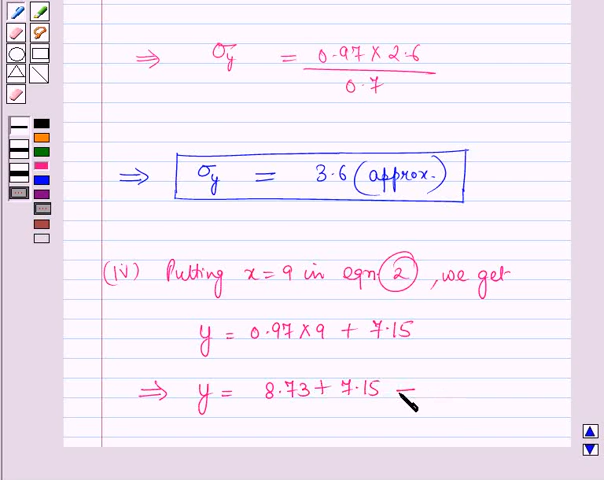 ⇒ σy = 0.97 × 2.6 / 0.7
⇒ σy = 3.6 (approx.)
(iv) Putting x = 9 in eqn (2), we get
y = 0.97 × 9 + 7.15
⇒ y = 8.73 + 7.15 =